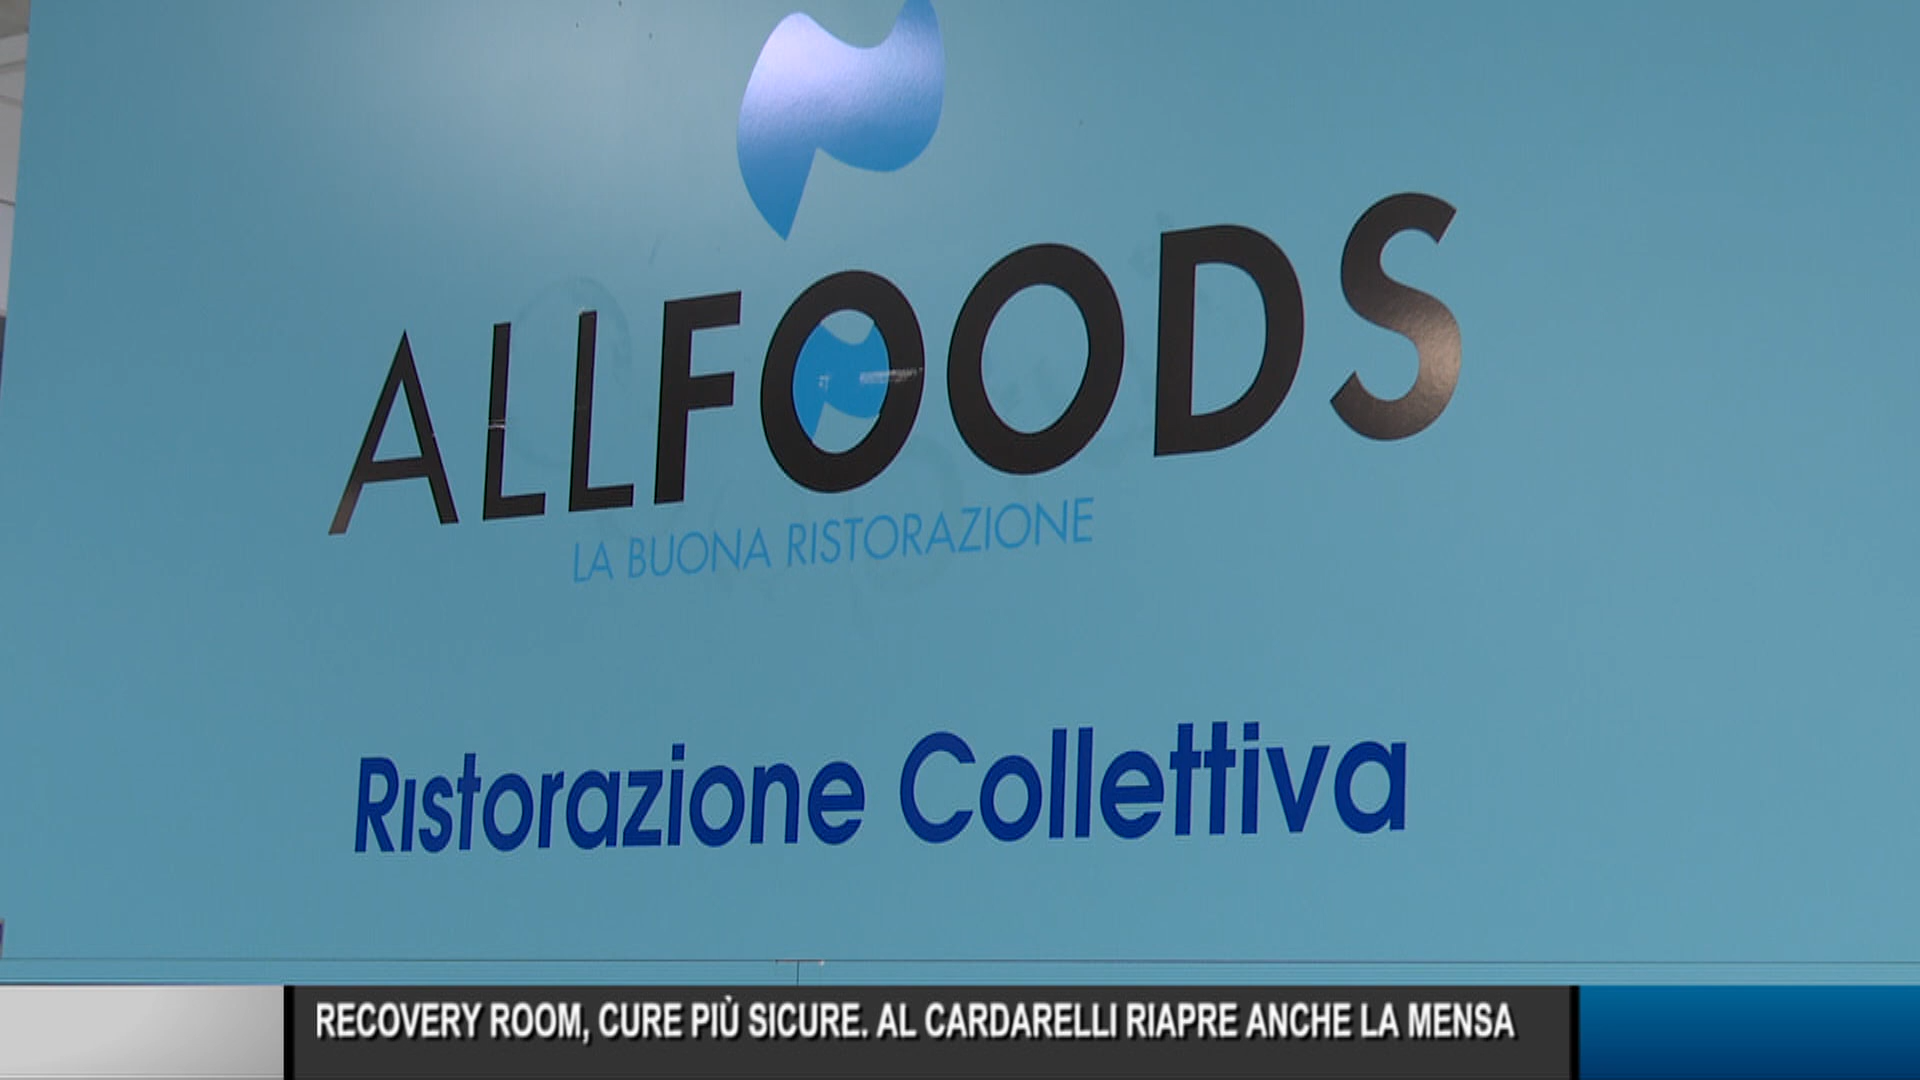 ALLFOODS
LA BUONA RISTORAZIONE
Ristorazione Collettiva
RECOVERY ROOM, CURE PIÙ SICURE. AL CARDARELLI RIAPRE ANCHE LA MENSA